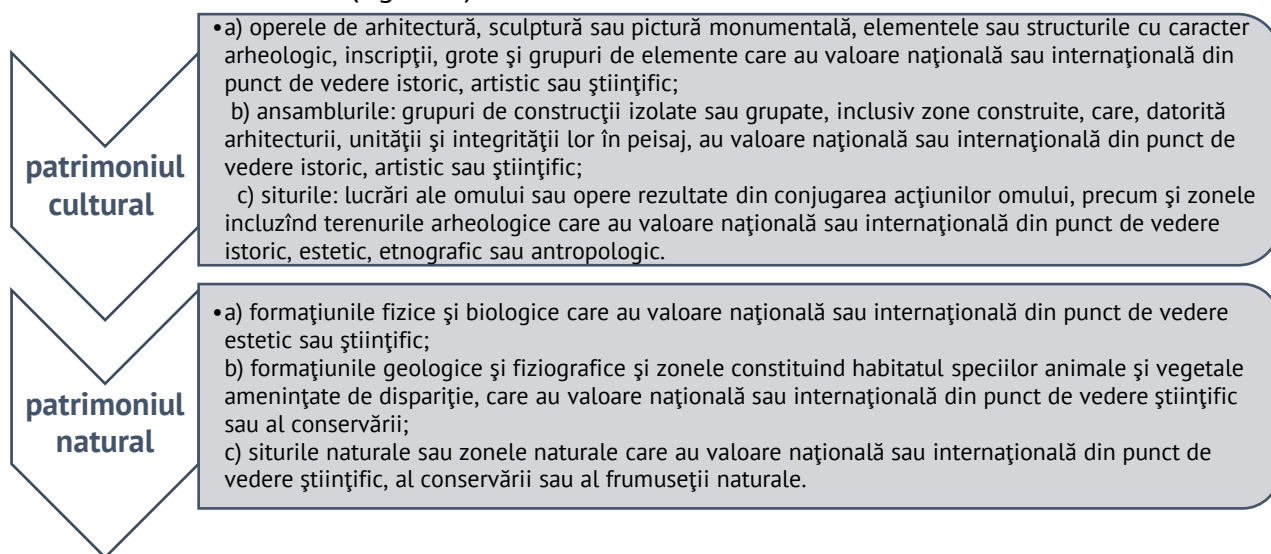 •a) operele de arhitectură, sculptură sau pictură monumentală, elementele sau structurile cu caracter
arheologic, inscripţii, grote şi grupuri de elemente care au valoare naţională sau internaţională din
punct de vedere istoric, artistic sau ştiinţific;
b) ansamblurile: grupuri de construcţii izolate sau grupate, inclusiv zone construite, care, datorită
arhitecturii, unităţii şi integrităţii lor în peisaj, au valoare naţională sau internaţională din punct de
vedere istoric, artistic sau ştiinţific;
c) siturile: lucrări ale omului sau opere rezultate din conjugarea acţiunilor omului, precum şi zonele
incluzînd terenurile arheologice care au valoare naţională sau internaţională din punct de vedere
istoric, estetic, etnografic sau antropologic.
patrimoniul
cultural
•a) formaţiunile fizice şi biologice care au valoare naţională sau internaţională din punct de vedere
estetic sau ştiinţific;
b) formaţiunile geologice şi fiziografice şi zonele constituind habitatul speciilor animale şi vegetale
ameninţate de dispariţie, care au valoare naţională sau internaţională din punct de vedere ştiinţific
sau al conservării;
c) siturile naturale sau zonele naturale care au valoare naţională sau internaţională din punct de
vedere ştiinţific, al conservării sau al frumuseţii naturale.
patrimoniul
natural